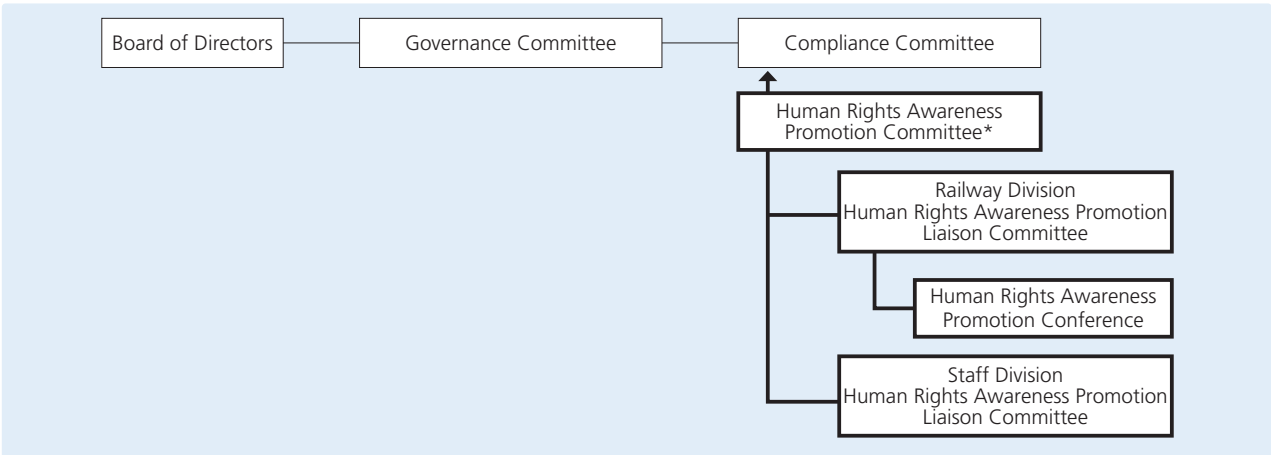 Board of Directors
Governance Committee
Compliance Committee
Human Rights Awareness
Promotion Committee*
Railway Division
Human Rights Awareness Promotion
Liaison Committee
Human Rights Awareness
Promotion Conference
Staff Division
Human Rights Awareness Promotion
Liaison Committee